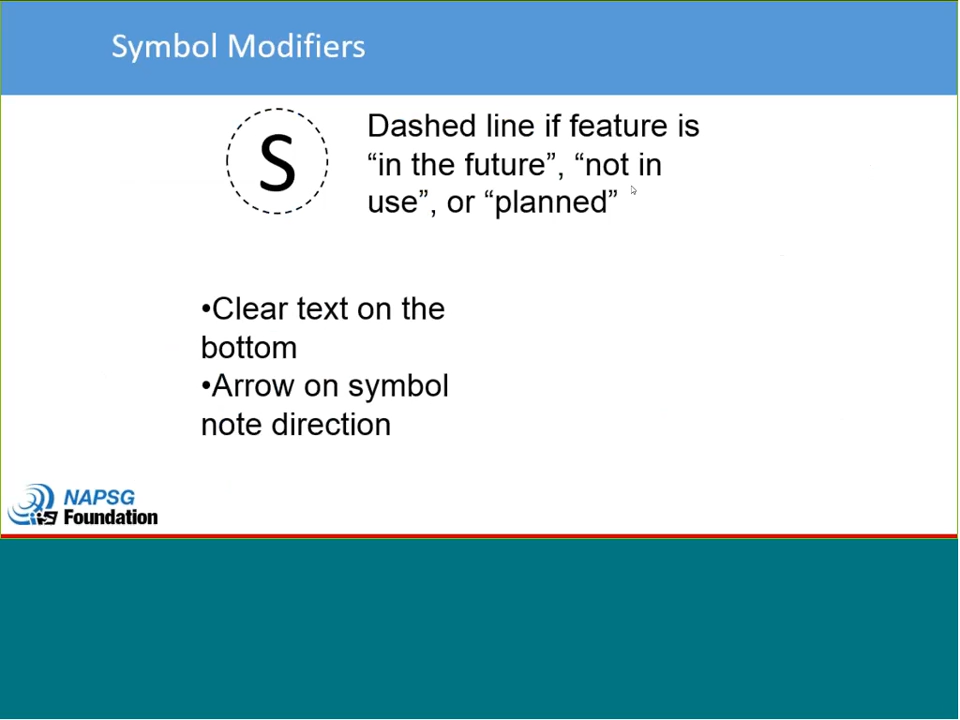 Symbol Modifiers
S
Dashed line if feature is
“in the future”, “not in
use”, or “planned”
•Clear text on the
bottom
•Arrow on symbol
note direction
NAPSG
Foundation